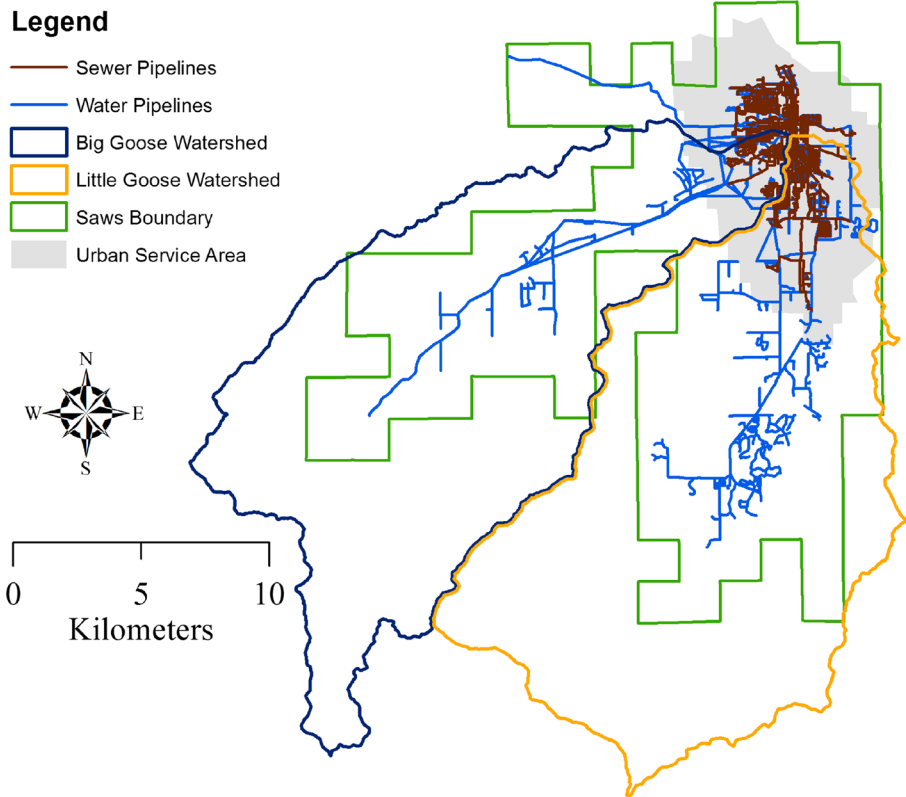 Legend
Sewer Pipelines
Water Pipelines
Big Goose Watershed
Little Goose Watershed
Saws Boundary
Urban Service Area
N
W E
S
0 5 10
Kilometers